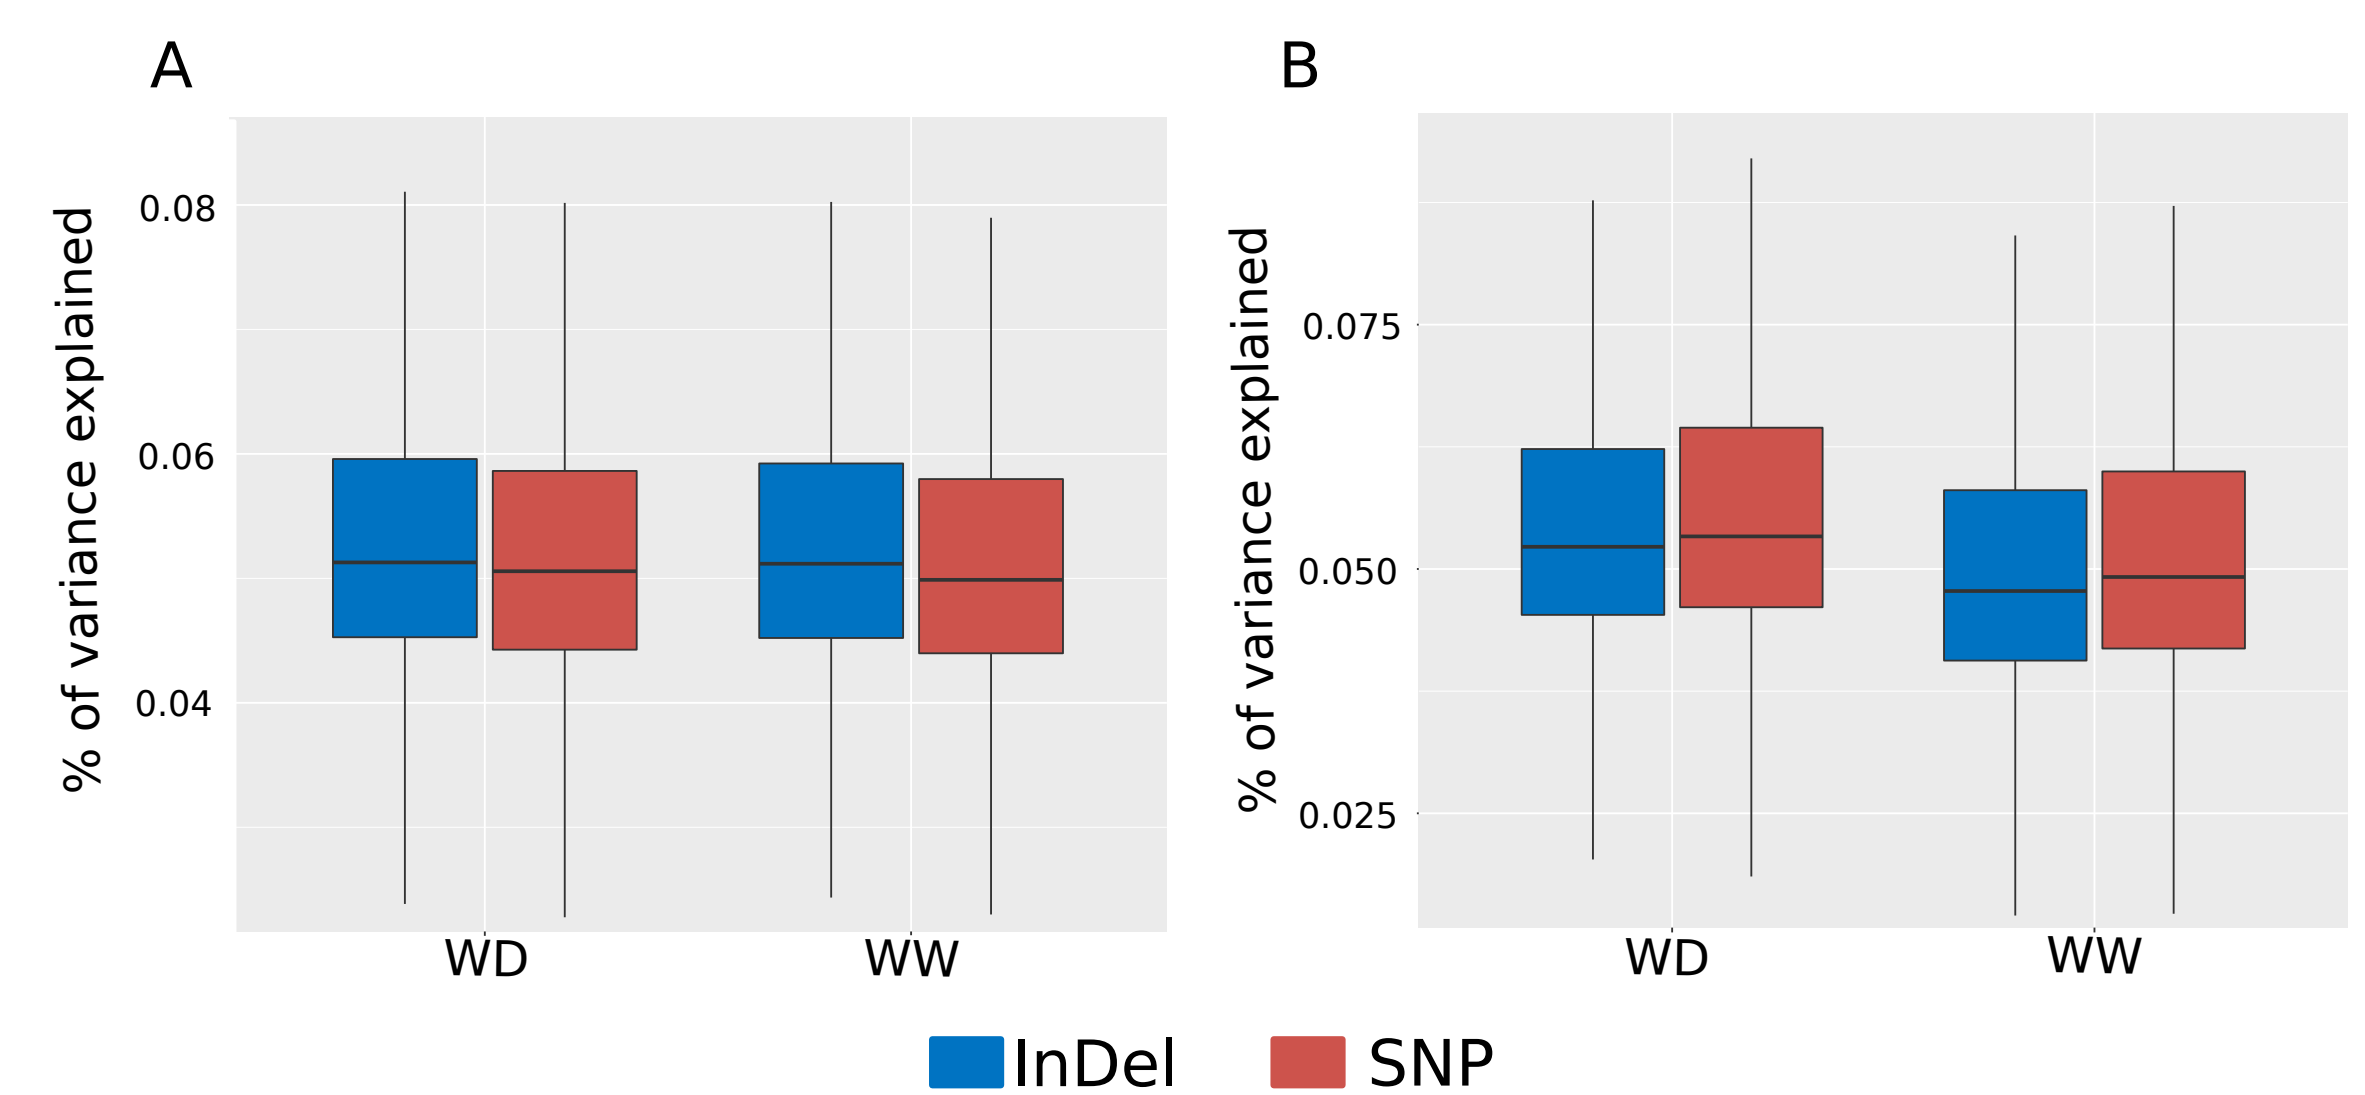 A
% of variance explained
0.08
0.06
0.04
WD WW
B
% of variance explained
0.075
0.050
0.025
WD WW
InDel SNP